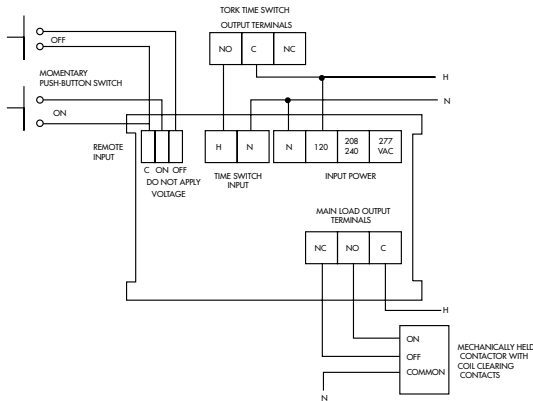 TORK TIME SWITCH
OUTPUT TERMINALS
NO C NC
OFF
H
MOMENTARY
PUSH-BUTTON SWITCH
N
ON
REMOTE
INPUT
H N
N 120 208
240 277
VAC
C ON OFF
DO NOT APPLY
VOLTAGE
TIME SWITCH
INPUT
INPUT POWER
MAIN LOAD OUTPUT
TERMINALS
NC NO C
H
ON
OFF
COMMON
MECHANICALLY HELD
CONTACTOR WITH
COIL CLEARING
CONTACTS
N